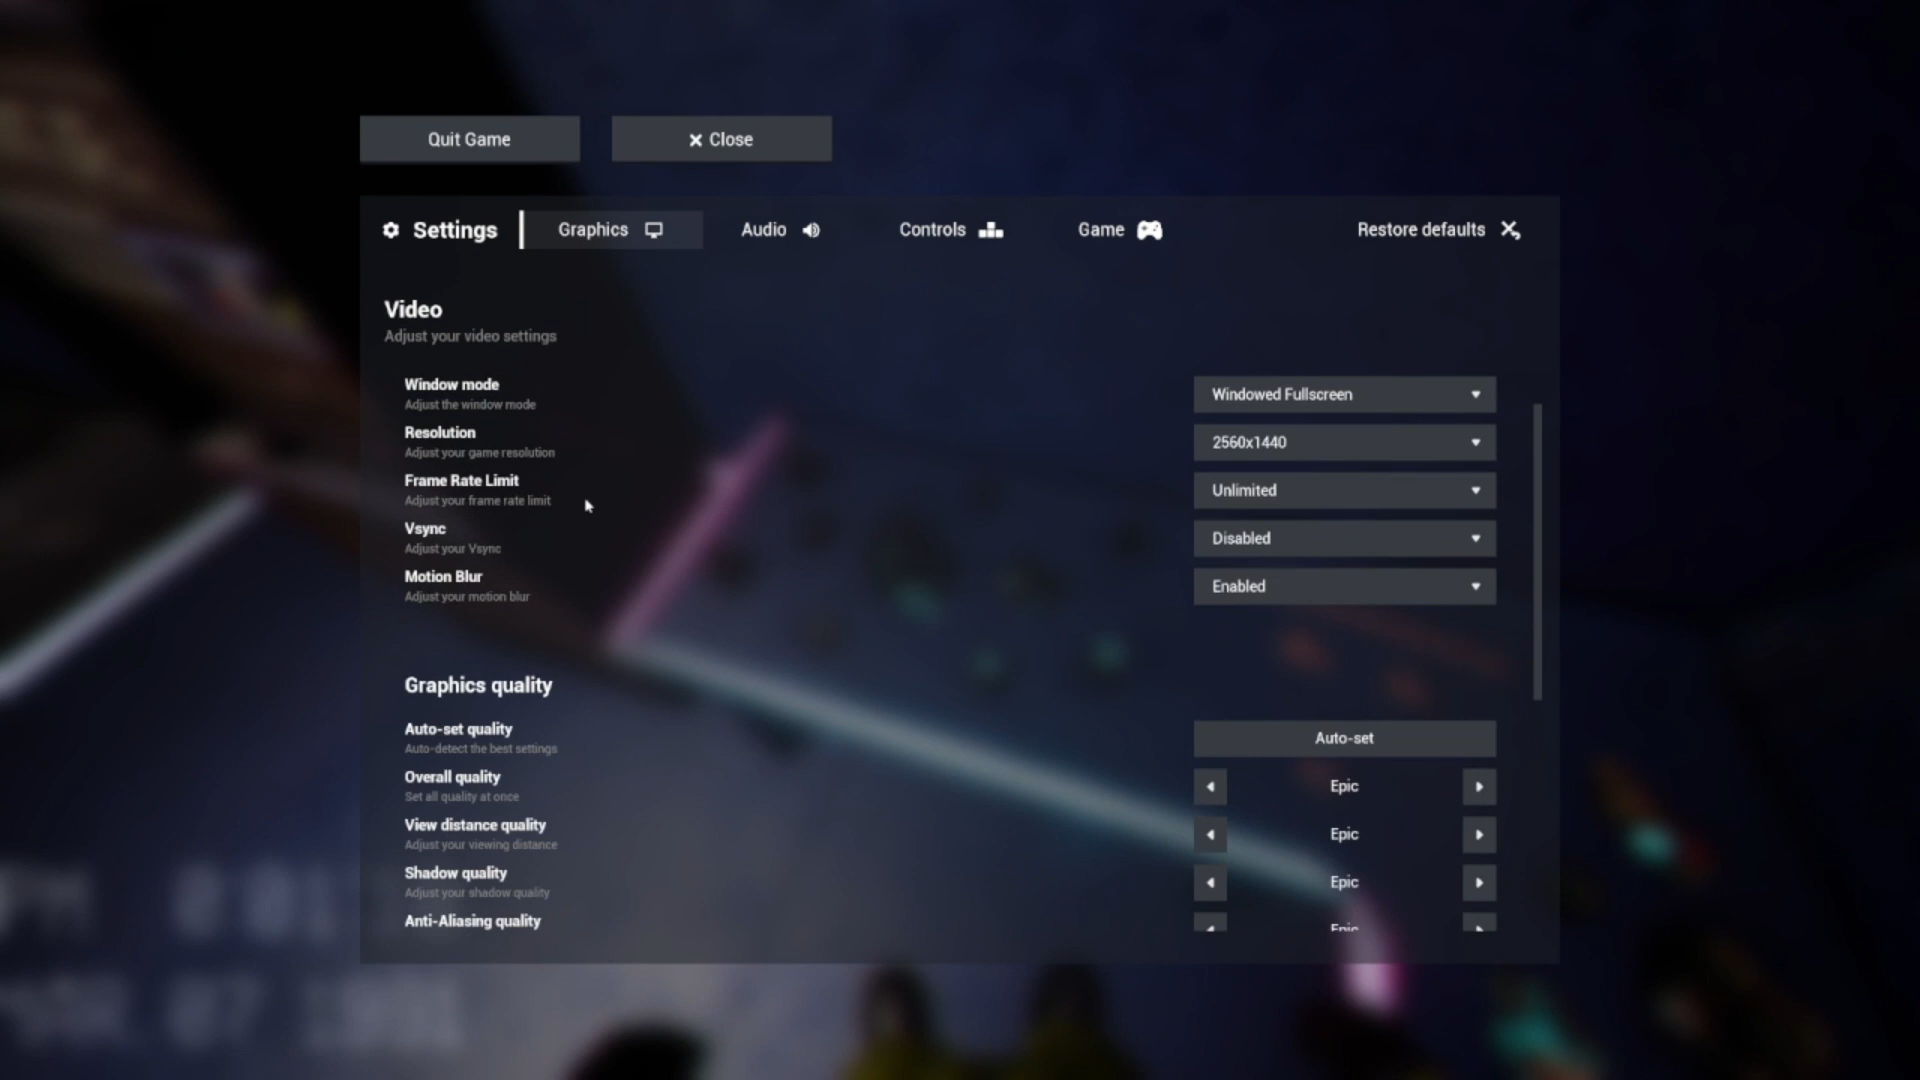 Quit Game
Close
Settings
Graphics
Audio
Controls
Game
Restore defaults
Video
Adjust your video settings
Window mode
Adjust the window mode
Windowed Fullscreen
Resolution
Adjust your game resolution
2560x1440
Frame Rate Limit
Adjust your frame rate limit
Unlimited
Vsync
Adjust your Vsync
Disabled
Motion Blur
Adjust your motion blur
Enabled
Graphics quality
Auto-set quality
Auto-detect the best settings
Auto-set
Overall quality
Set all quality at once
Epic
View distance quality
Adjust your viewing distance
Epic
Shadow quality
Adjust your shadow quality
Epic
Anti-Aliasing quality
Epic